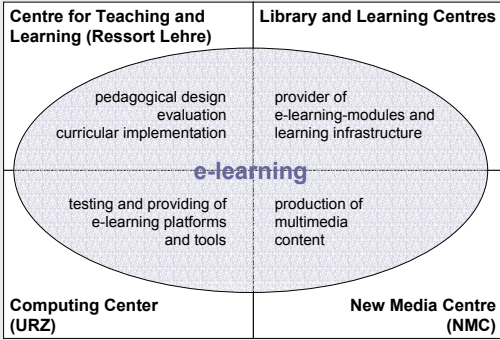 Centre for Teaching and
Learning (Ressort Lehre)
Library and Learning Centres
pedagogical design
evaluation
curricular implementation
provider of
e-learning-modules and
learning infrastructure
e-learning
testing and providing of
e-learning platforms
and tools
production of
multimedia
content
Computing Center
(URZ)
New Media Centre
(NMC)